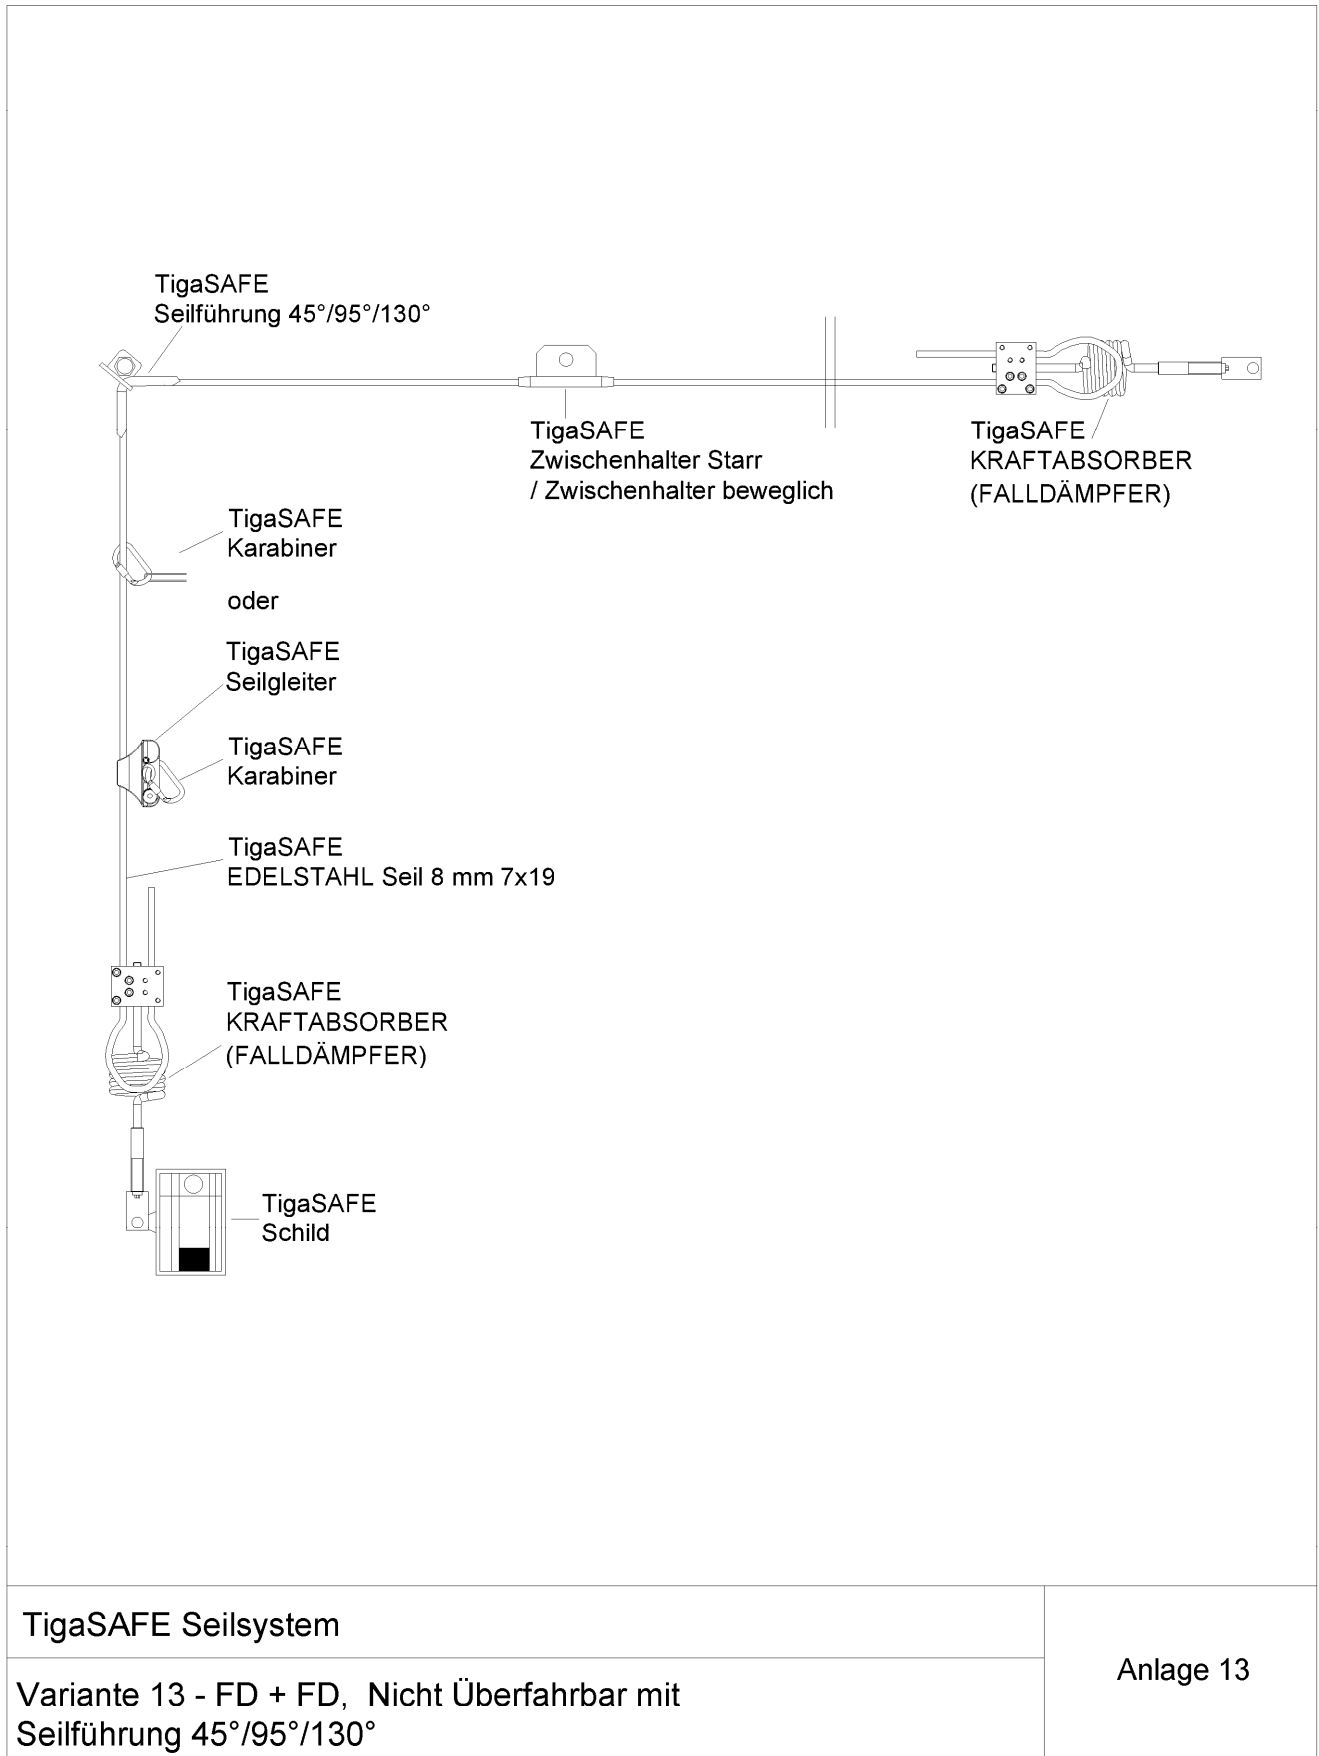 TigaSAFE
Seilführung 45°/95°/130°
TigaSAFE
Zwischenhalter Starr
/ Zwischenhalter beweglich
TigaSAFE
KRAFTABSORBER
(FALLDÄMPFER)
TigaSAFE
Karabiner
oder
TigaSAFE
Seilgleiter
TigaSAFE
Karabiner
TigaSAFE
EDELSTAHL Seil 8 mm 7x19
TigaSAFE
KRAFTABSORBER
(FALLDÄMPFER)
TigaSAFE
Schild
TigaSAFE Seilsystem
Variante 13 - FD + FD, Nicht Überfahrbar mit
Seilführung 45°/95°/130°
Anlage 13